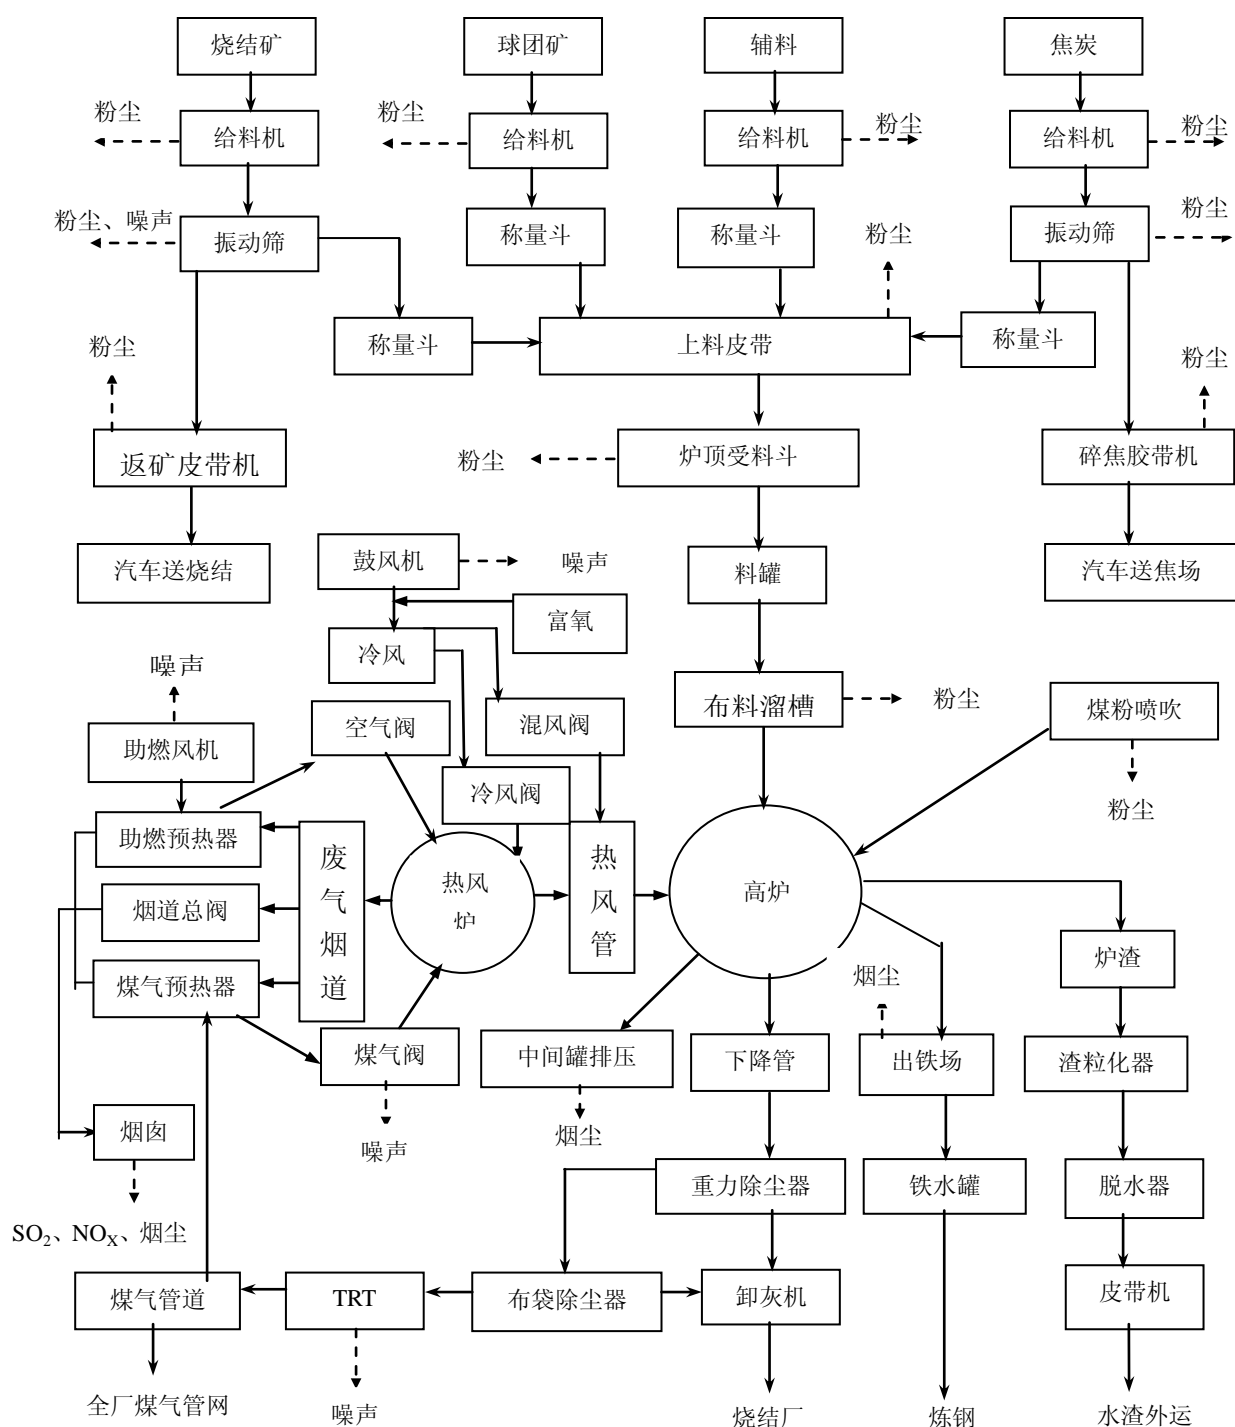 烧结矿
球团矿
辅料
焦炭
粉尘
给料机
粉尘
给料机
给料机
粉尘
给料机
粉尘
粉尘、噪声
振动筛
称量斗
称量斗
粉尘
振动筛
粉尘
粉尘
称量斗
上料皮带
称量斗
粉尘
返矿皮带机
粉尘
炉顶受料斗
碎焦胶带机
汽车送烧结
鼓风机
噪声
料罐
汽车送焦场
富氧
冷风
噪声
助燃风机
空气阀
混风阀
布料溜槽
粉尘
煤粉喷吹
冷风阀
粉尘
助燃预热器
烟道总阀
煤气预热器
废
气
烟
道
热风
炉
热
风
管
高炉
炉渣
烟尘
煤气阀
中间罐排压
下降管
出铁场
渣粒化器
烟囱
噪声
烟尘
SO2、NOX、烟尘
重力除尘器
铁水罐
脱水器
煤气管道
TRT
布袋除尘器
卸灰机
皮带机
全厂煤气管网
噪声
烧结厂
炼钢
水渣外运